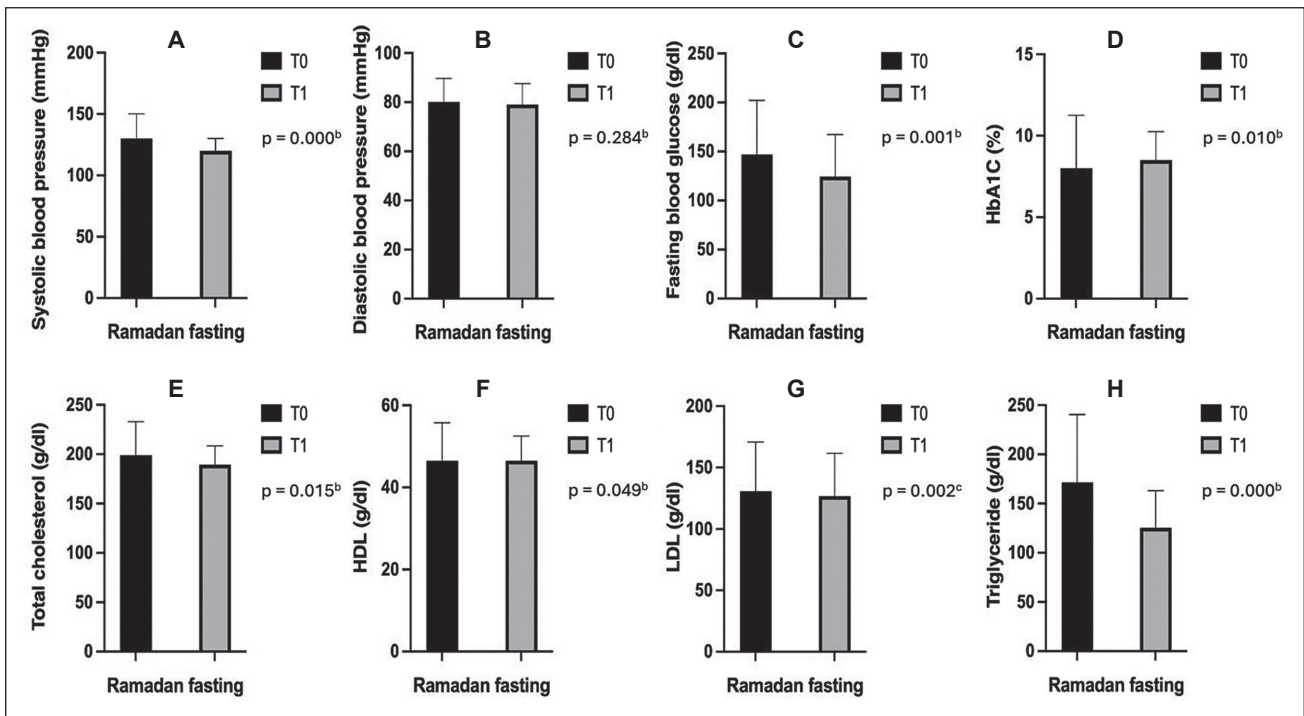 A
Systolic blood pressure (mmHg)
200
150
100
50
0
T0
T1
p = 0.000ᵇ
Ramadan fasting
B
Diastolic blood pressure (mmHg)
100
80
60
40
20
0
T0
T1
p = 0.284ᵇ
Ramadan fasting
C
Fasting blood glucose (g/dl)
250
200
150
100
50
0
T0
T1
p = 0.001ᵇ
Ramadan fasting
D
HbA1C (%)
15
10
5
0
T0
T1
p = 0.010ᵇ
Ramadan fasting
E
Total cholesterol (g/dl)
250
200
150
100
50
0
T0
T1
p = 0.015ᵇ
Ramadan fasting
F
HDL (g/dl)
60
40
20
0
T0
T1
p = 0.049ᵇ
Ramadan fasting
G
LDL (g/dl)
200
150
100
50
0
T0
T1
p = 0.002ᶜ
Ramadan fasting
H
Triglyceride (g/dl)
250
200
150
100
50
0
T0
T1
p = 0.000ᵇ
Ramadan fasting